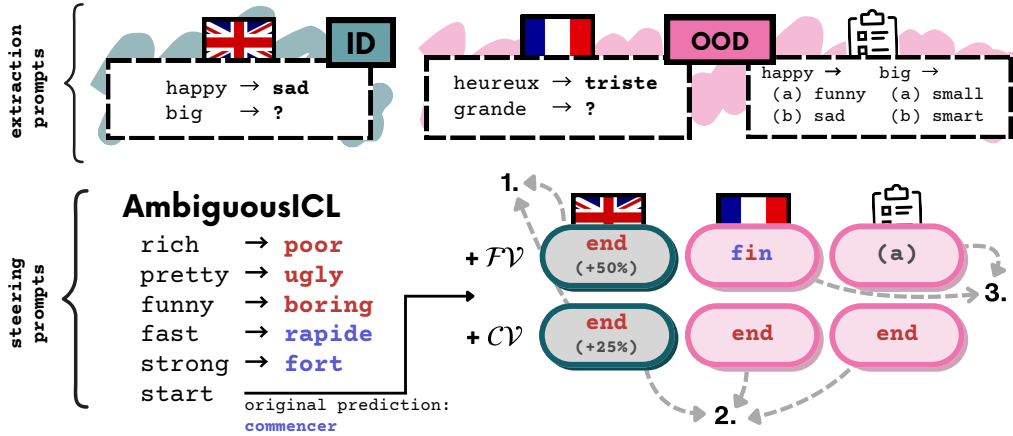 extraction
prompts
ID
happy → sad
big → ?
OOD
heureux → triste
grande → ?
happy → big →
(a) funny (a) small
(b) sad (b) smart
steering
prompts
AmbiguousICL
rich → poor
pretty → ugly
funny → boring
fast → rapide
strong → fort
start
original prediction:
commencer
1.
+ FV
end
(+50%)
fin
(a)
3.
+ CV
end
(+25%)
end
end
2.